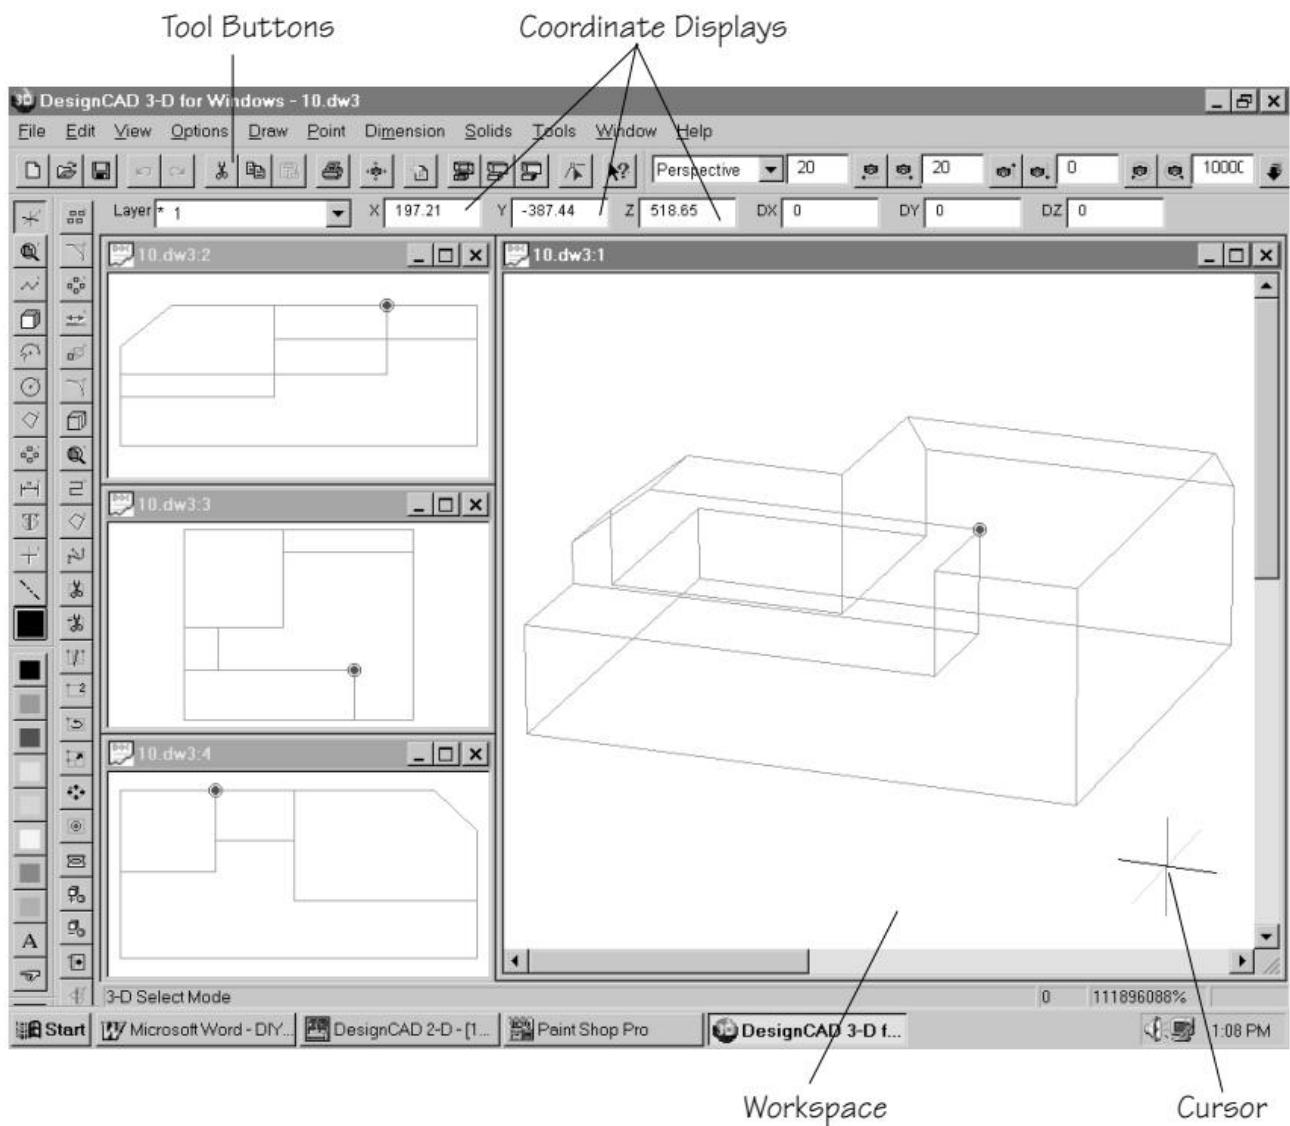 Tool Buttons Coordinate Displays
DesignCAD 3-D for Windows - 10.dw3
File Edit View Options Draw Point Dimension Solids Tools Window Help
Perspective 20 20 0 1000
Layer * 1 X 197.21 Y -387.44 Z 518.65 DX 0 DY 0 DZ 0
10.dw3:2
10.dw3:1
10.dw3:3
10.dw3:4
2
A
3-D Select Mode 0 111896088%
Start Microsoft Word - DIY... DesignCAD 2-D - [1... Paint Shop Pro DesignCAD 3-D f... 1:08 PM
Workspace Cursor